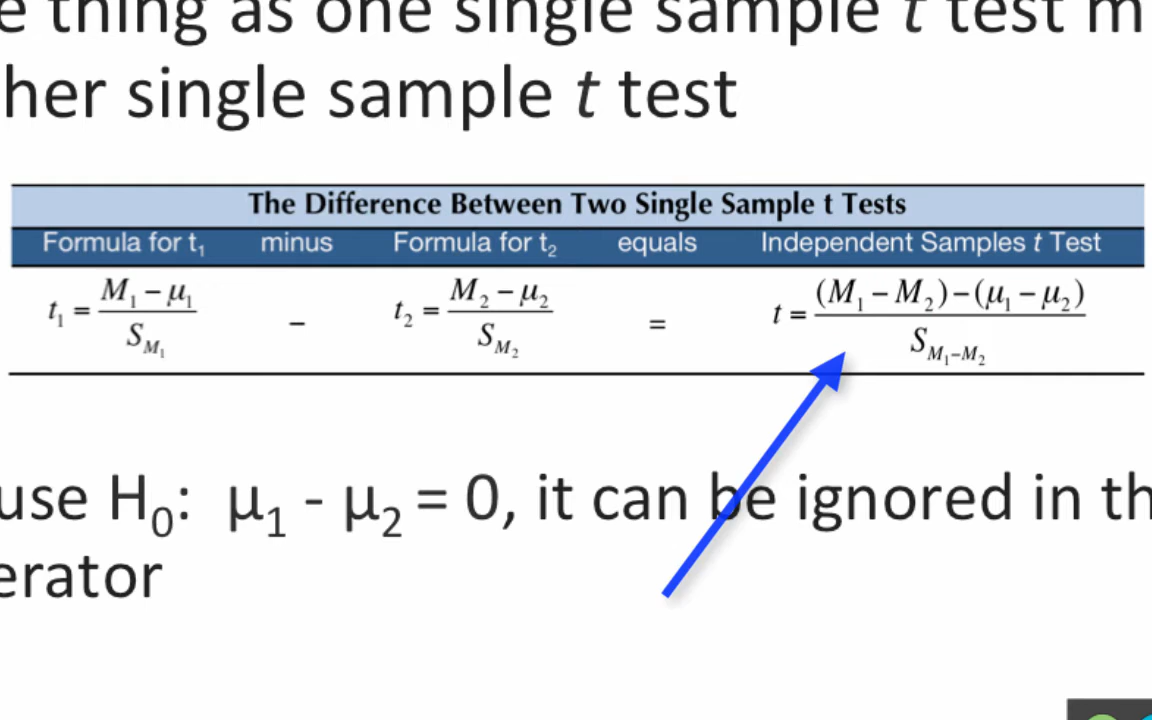 e thing as one single sample t test m
her single sample t test
The Difference Between Two Single Sample t Tests
Formula for t₁ minus Formula for t₂ equals Independent Samples t Test
t₁ = (M₁ − μ₁) / S_M₁ − t₂ = (M₂ − μ₂) / S_M₂ = t = ((M₁ − M₂) − (μ₁ − μ₂)) / S_M₁−M₂
use H₀: μ₁ - μ₂ = 0, it can be ignored in th
erator